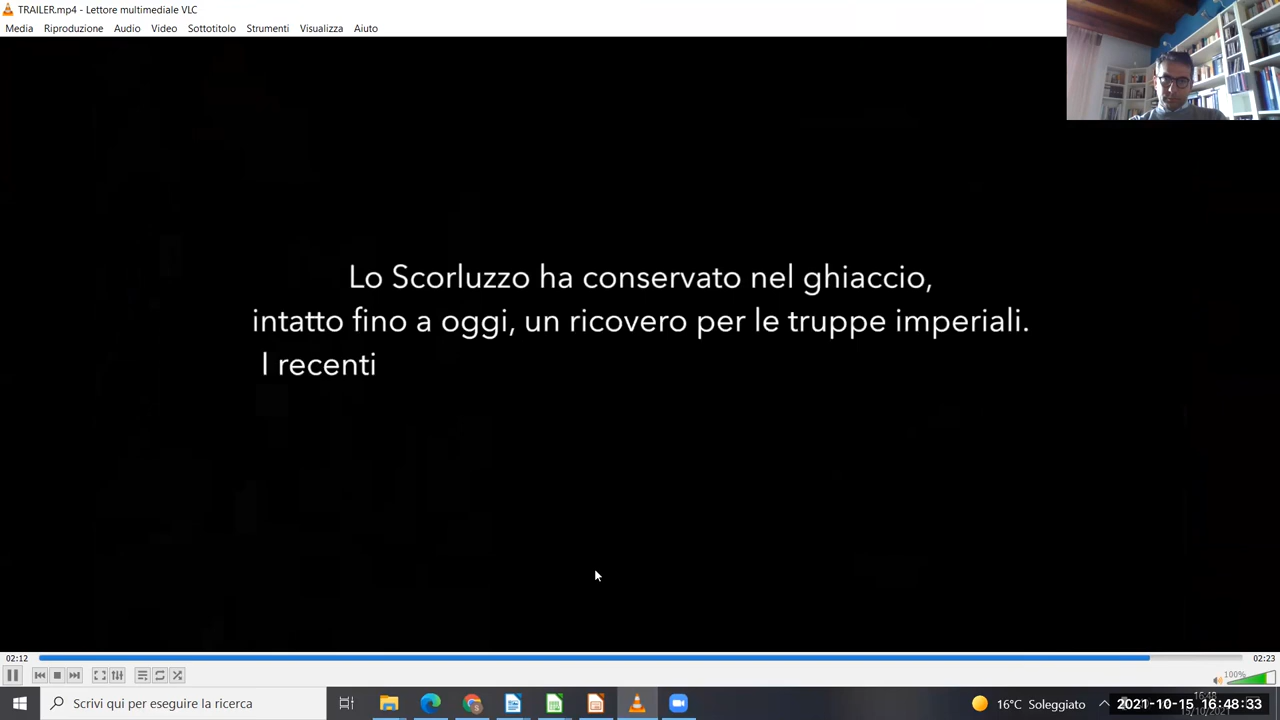 TRAILER.mp4 - Lettore multimediale VLC
Media Riproduzione Audio Video Sottotitolo Strumenti Visualizza Aiuto
Lo Scorluzzo ha conservato nel ghiaccio,
intatto fino a oggi, un ricovero per le truppe imperiali.
I recenti
02:12 02:23
100%
Scrivi qui per eseguire la ricerca
16°C Soleggiato
2021-10-15 16:48:33